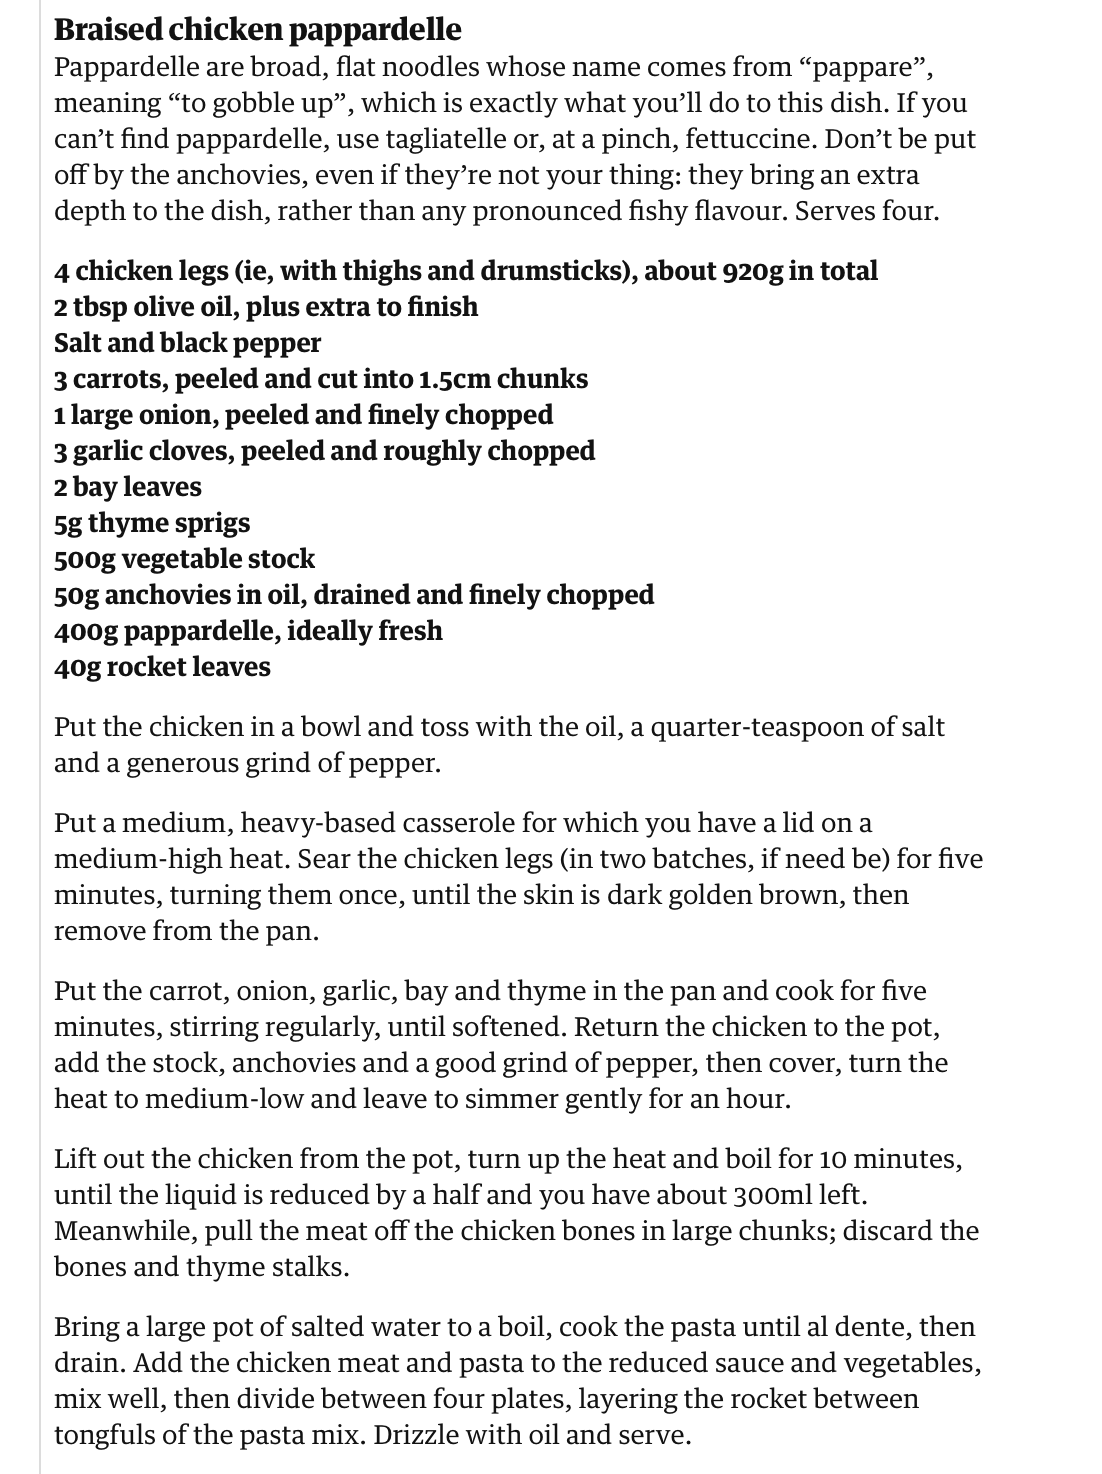 Braised chicken pappardelle
Pappardelle are broad, flat noodles whose name comes from “pappare”,
meaning “to gobble up”, which is exactly what you’ll do to this dish. If you
can’t find pappardelle, use tagliatelle or, at a pinch, fettuccine. Don’t be put
off by the anchovies, even if they’re not your thing: they bring an extra
depth to the dish, rather than any pronounced fishy flavour. Serves four.
4 chicken legs (ie, with thighs and drumsticks), about 920g in total
2 tbsp olive oil, plus extra to finish
Salt and black pepper
3 carrots, peeled and cut into 1.5cm chunks
1 large onion, peeled and finely chopped
3 garlic cloves, peeled and roughly chopped
2 bay leaves
5g thyme sprigs
500g vegetable stock
50g anchovies in oil, drained and finely chopped
400g pappardelle, ideally fresh
40g rocket leaves
Put the chicken in a bowl and toss with the oil, a quarter-teaspoon of salt
and a generous grind of pepper.
Put a medium, heavy-based casserole for which you have a lid on a
medium-high heat. Sear the chicken legs (in two batches, if need be) for five
minutes, turning them once, until the skin is dark golden brown, then
remove from the pan.
Put the carrot, onion, garlic, bay and thyme in the pan and cook for five
minutes, stirring regularly, until softened. Return the chicken to the pot,
add the stock, anchovies and a good grind of pepper, then cover, turn the
heat to medium-low and leave to simmer gently for an hour.
Lift out the chicken from the pot, turn up the heat and boil for 10 minutes,
until the liquid is reduced by a half and you have about 300ml left.
Meanwhile, pull the meat off the chicken bones in large chunks; discard the
bones and thyme stalks.
Bring a large pot of salted water to a boil, cook the pasta until al dente, then
drain. Add the chicken meat and pasta to the reduced sauce and vegetables,
mix well, then divide between four plates, layering the rocket between
tongfuls of the pasta mix. Drizzle with oil and serve.